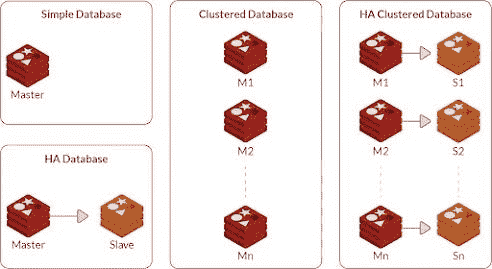 Simple Database
Master
HA Database
Master
Slave
Clustered Database
M1
M2
Mn
HA Clustered Database
M1
S1
M2
S2
Mn
Sn